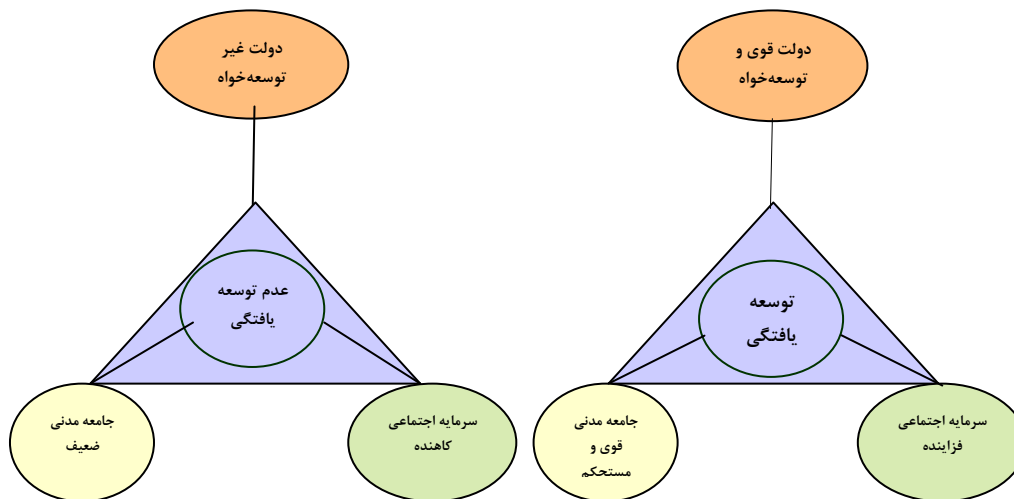 دولت قوی و
توسعه‌خواه
توسعه
یافتگی
سرمایه اجتماعی
فزاینده
جامعه مدنی
قوی و
مستحکم
دولت غیر
توسعه‌خواه
عدم توسعه
یافتگی
سرمایه اجتماعی
کاهنده
جامعه مدنی
ضعیف